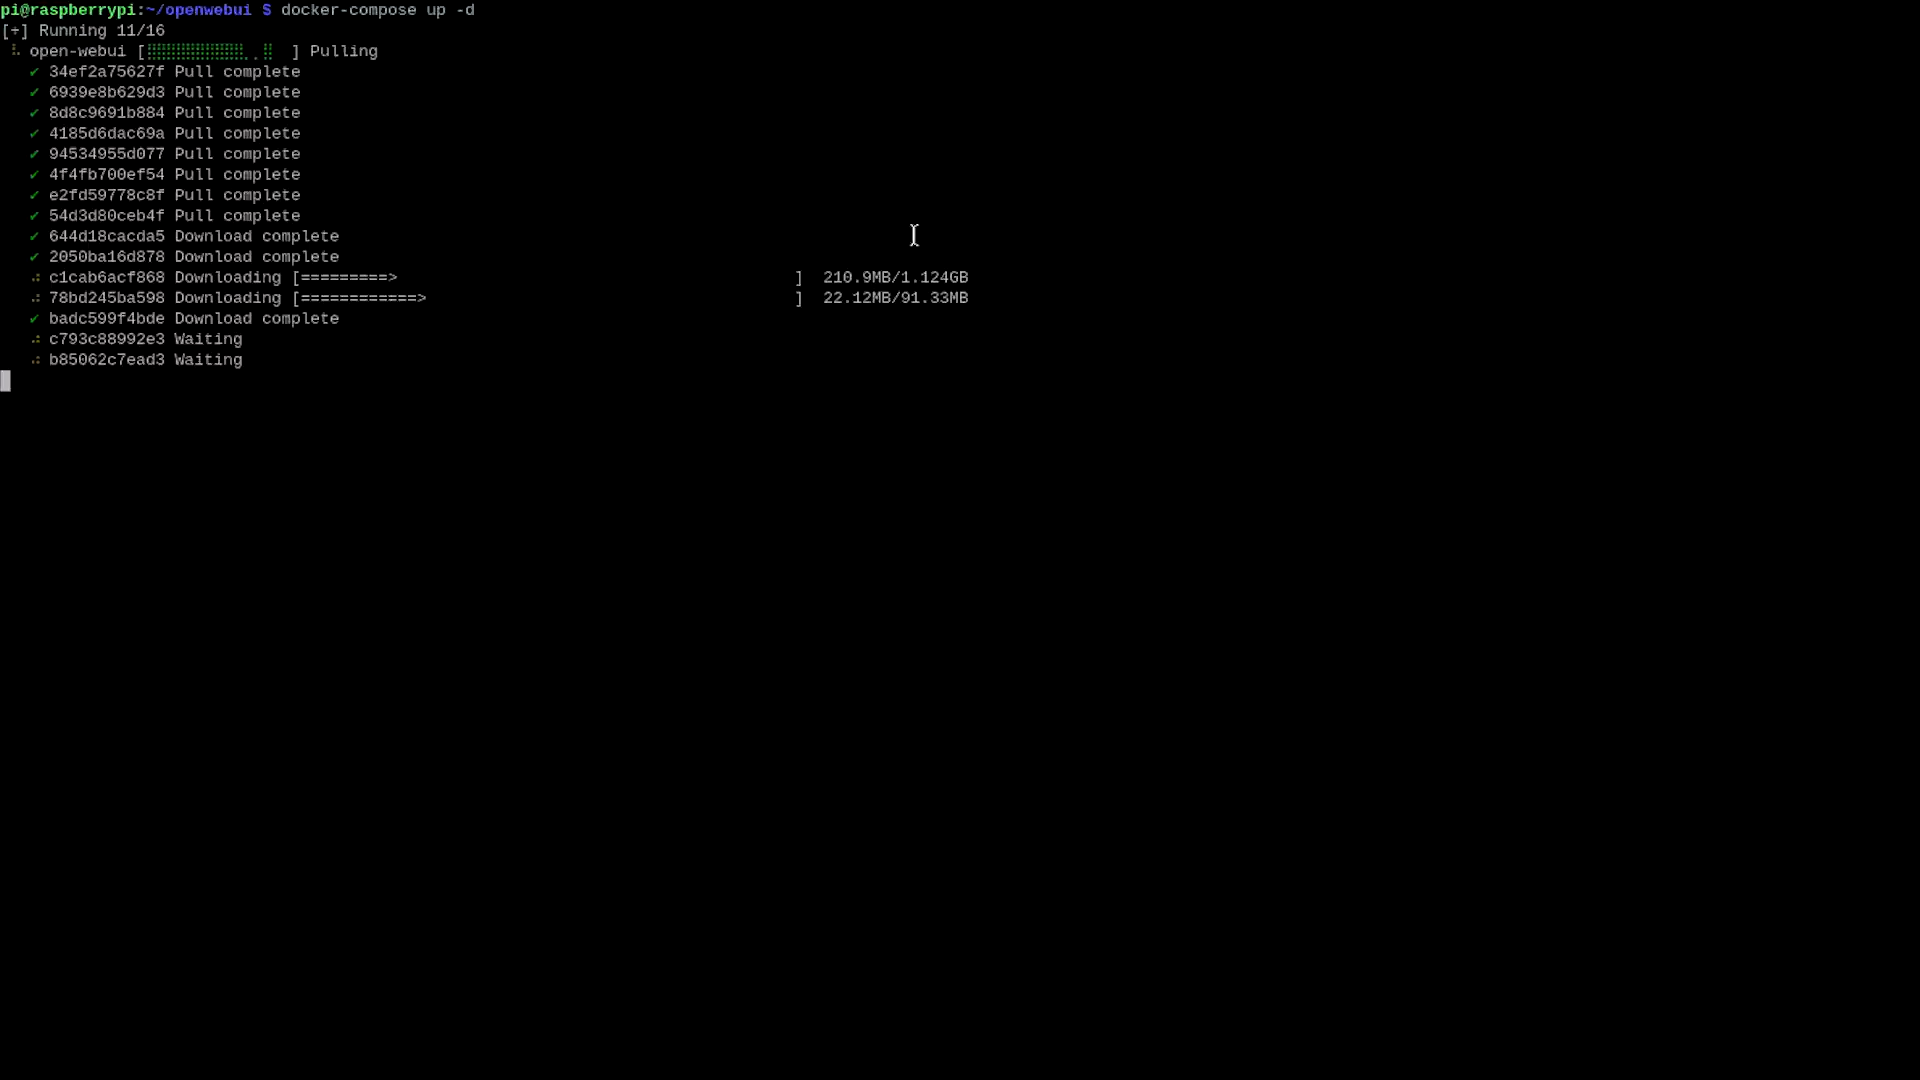 pi@raspberrypi:~/openwebui $ docker-compose up -d
[+] Running 11/16
⠧ open-webui [⣿⣿⣿⣿⣿⣿⣿⣿⣿⣿⣀⣀⣿  ] Pulling
✔ 34ef2a75627f Pull complete
✔ 6939e8b629d3 Pull complete
✔ 8d8c9691b884 Pull complete
✔ 4185d6dac69a Pull complete
✔ 94534955d077 Pull complete
✔ 4f4fb700ef54 Pull complete
✔ e2fd59778c8f Pull complete
✔ 54d3d80ceb4f Pull complete
✔ 644d18cacda5 Download complete
✔ 2050ba16d878 Download complete
c1cab6acf868 Downloading [=========>                                         ]  210.9MB/1.124GB
78bd245ba598 Downloading [============>                                      ]  22.12MB/91.33MB
✔ badc599f4bde Download complete
c793c88992e3 Waiting
b85062c7ead3 Waiting